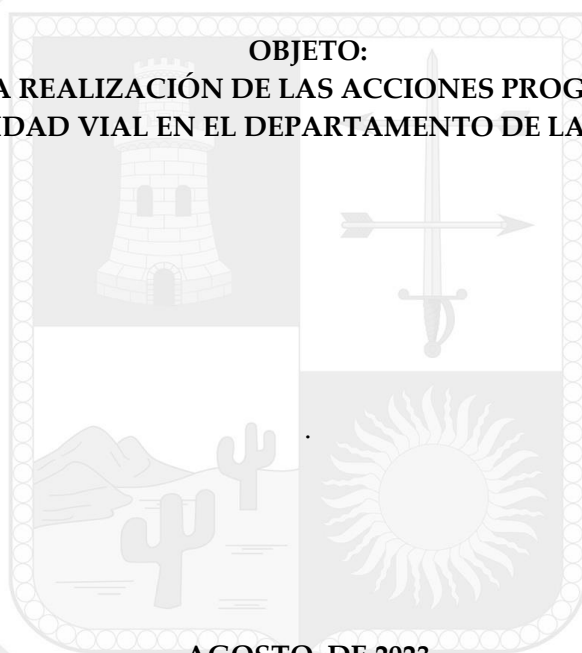 OBJETO:
A REALIZACIÓN DE LAS ACCIONES PROG
IDAD VIAL EN EL DEPARTAMENTO DE LA
.
AGOSTO DE 2023